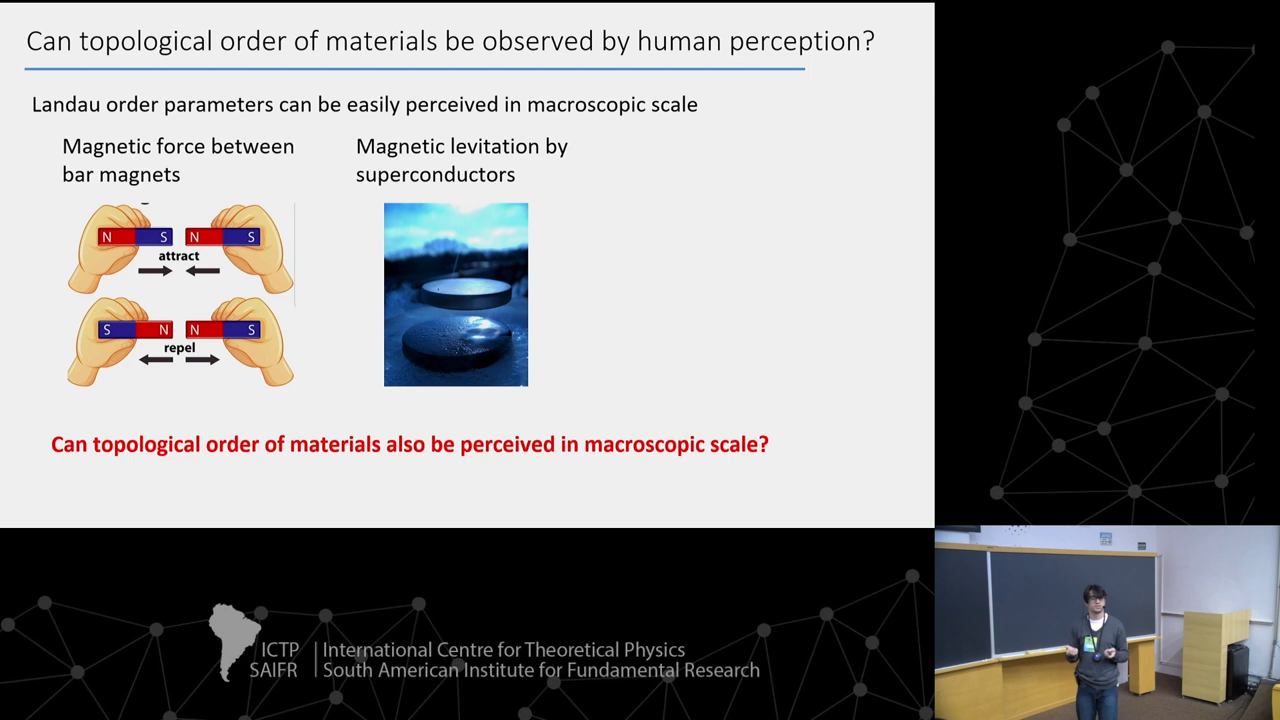 Can topological order of materials be observed by human perception?
Landau order parameters can be easily perceived in macroscopic scale
Magnetic force between
bar magnets
Magnetic levitation by
superconductors
N S N S
attract
S N N S
repel
Can topological order of materials also be perceived in macroscopic scale?
ICTP
SAIFR
International Centre for Theoretical Physics
South American Institute for Fundamental Research